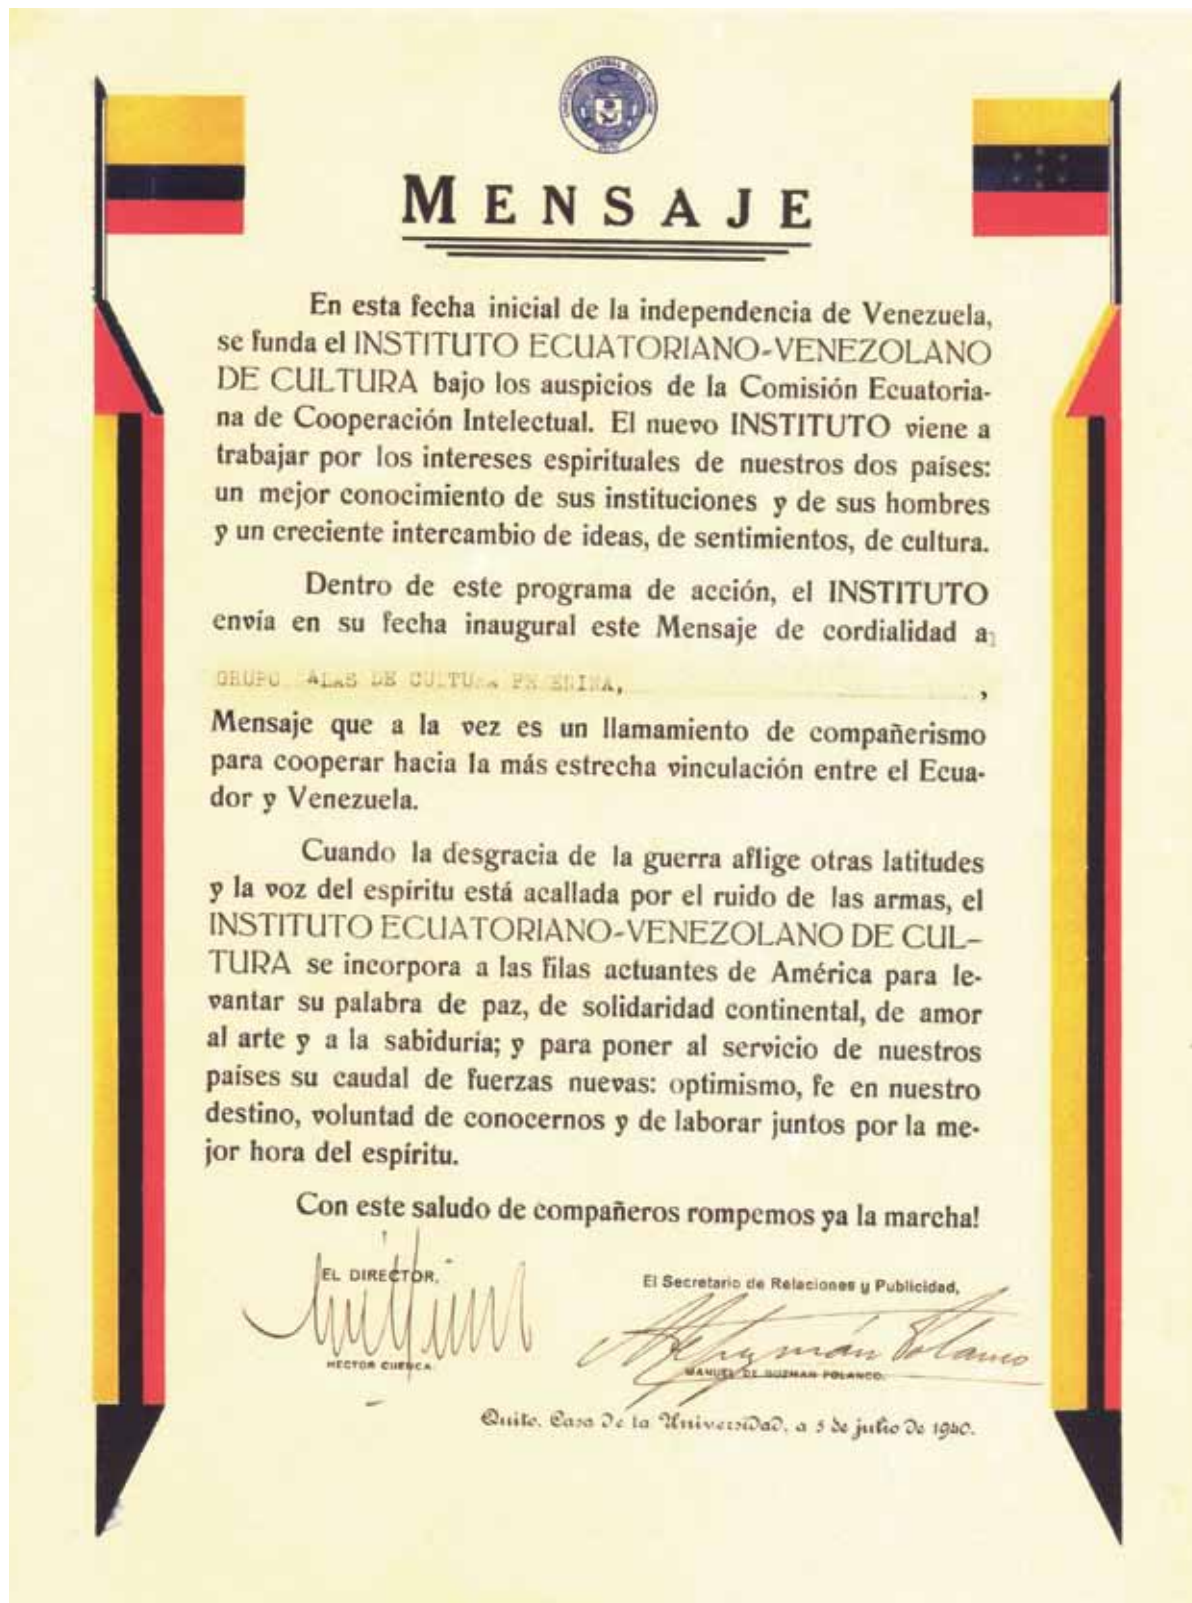 UNIVERSIDAD CENTRAL DEL ECUADOR
QUITO
MENSAJE
En esta fecha inicial de la independencia de Venezuela,
se funda el INSTITUTO ECUATORIANO-VENEZOLANO
DE CULTURA bajo los auspicios de la Comisión Ecuatoria-
na de Cooperación Intelectual. El nuevo INSTITUTO viene a
trabajar por los intereses espirituales de nuestros dos países:
un mejor conocimiento de sus instituciones y de sus hombres
y un creciente intercambio de ideas, de sentimientos, de cultura.
Dentro de este programa de acción, el INSTITUTO
envía en su fecha inaugural este Mensaje de cordialidad al
GRUPO DE CULTURA FEMENINA,
Mensaje que a la vez es un llamamiento de compañerismo
para cooperar hacia la más estrecha vinculación entre el Ecua-
dor y Venezuela.
Cuando la desgracia de la guerra aflige otras latitudes
y la voz del espíritu está acallada por el ruido de las armas, el
INSTITUTO ECUATORIANO-VENEZOLANO DE CUL-
TURA se incorpora a las filas actuantes de América para le-
vantar su palabra de paz, de solidaridad continental, de amor
al arte y a la sabiduría; y para poner al servicio de nuestros
países su caudal de fuerzas nuevas: optimismo, fe en nuestro
destino, voluntad de conocernos y de laborar juntos por la me-
jor hora del espíritu.
Con este saludo de compañeros rompemos ya la marcha!
EL DIRECTOR,
HECTOR CUENCA
El Secretario de Relaciones y Publicidad,
Guzmán Polanco
MANUEL DE GUZMAN POLANCO.
Quito, Casa de la Universidad, a 5 de julio de 1940.